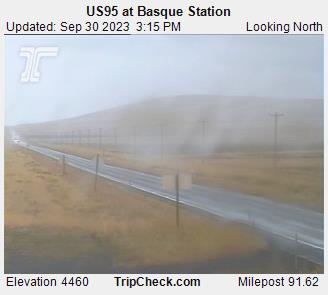 US95 at Basque Station
Updated: Sep 30 2023 3:15 PM Looking North
Elevation 4460 TripCheck.com Milepost 91.62